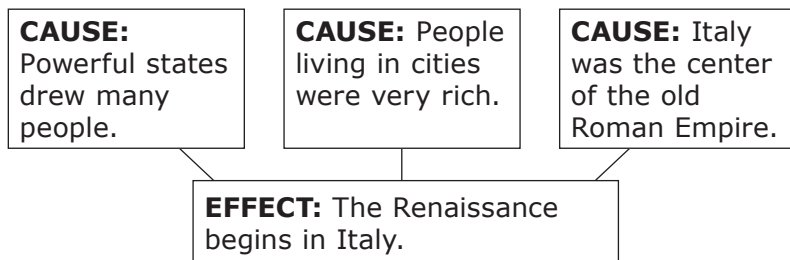 CAUSE:
Powerful states
drew many
people.
CAUSE: People
living in cities
were very rich.
CAUSE: Italy
was the center
of the old
Roman Empire.
EFFECT: The Renaissance
begins in Italy.